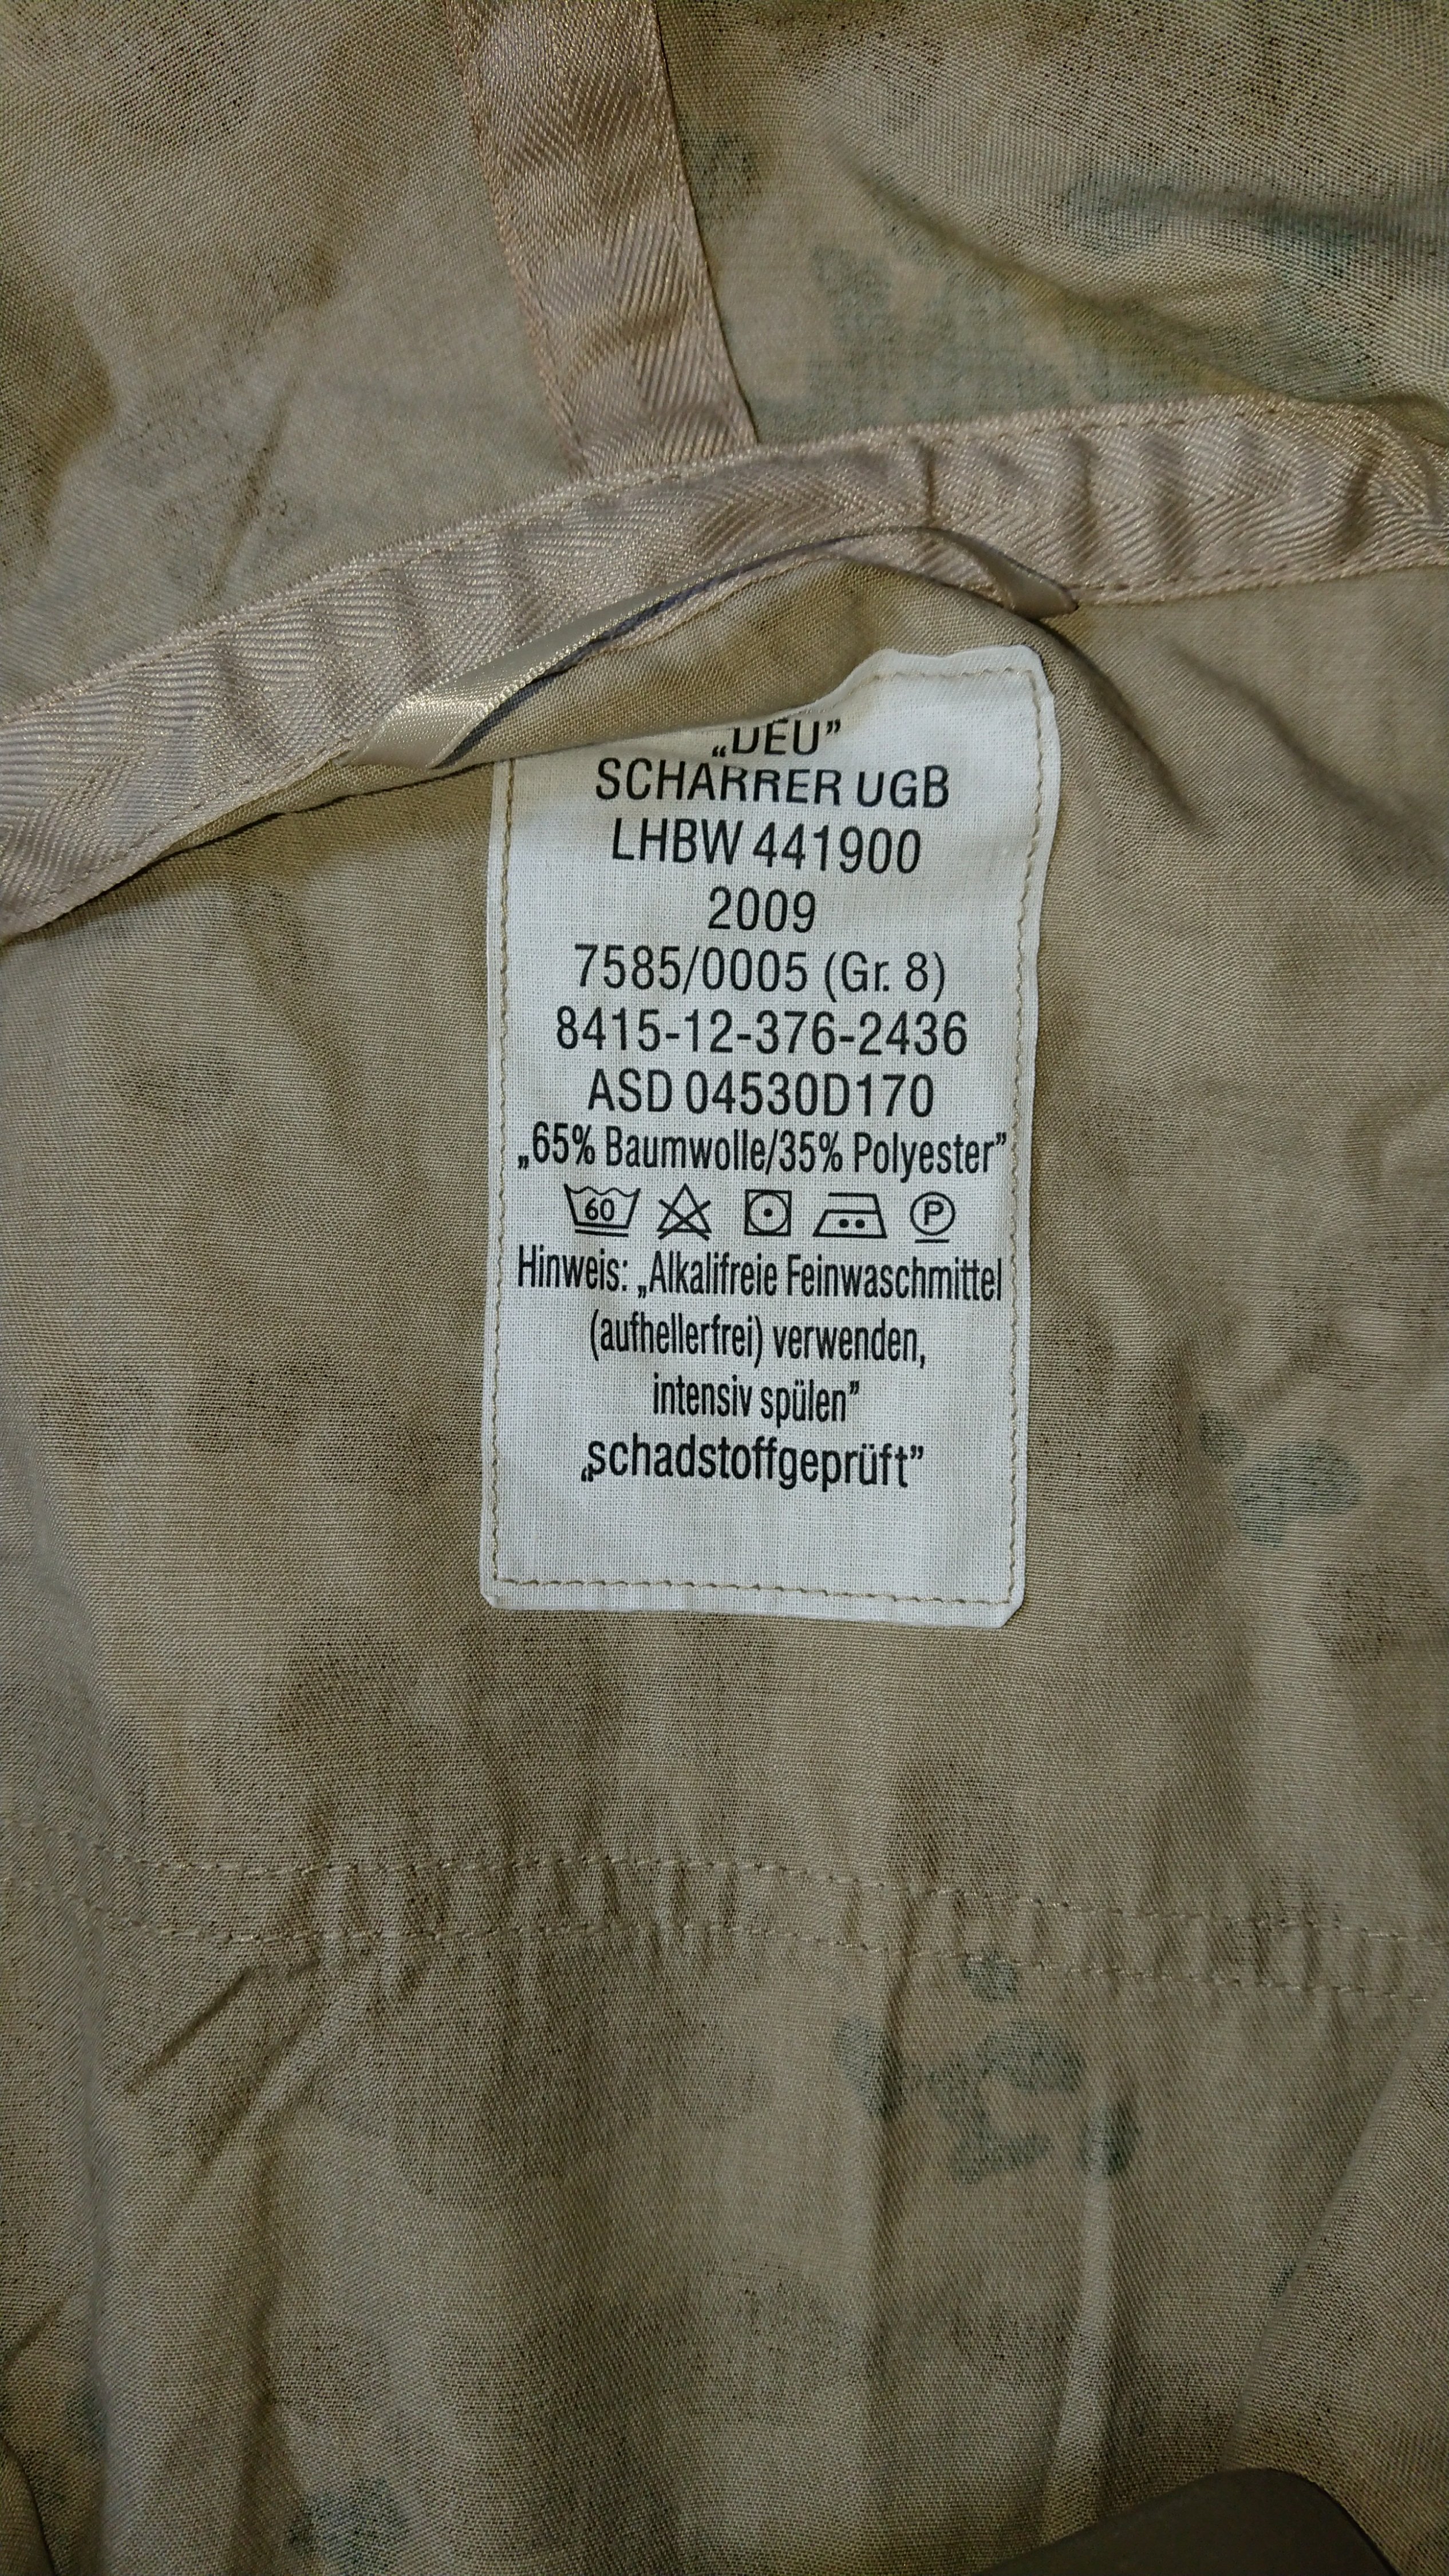 „DEU”
SCHARRER UGB
LHBW 441900
2009
7585/0005 (Gr. 8)
8415-12-376-2436
ASD 04530D170
„65% Baumwolle/35% Polyester”
60 P
Hinweis: „Alkalifreie Feinwaschmittel
(aufhellerfrei) verwenden,
intensiv spülen”
„schadstoffgeprüft”